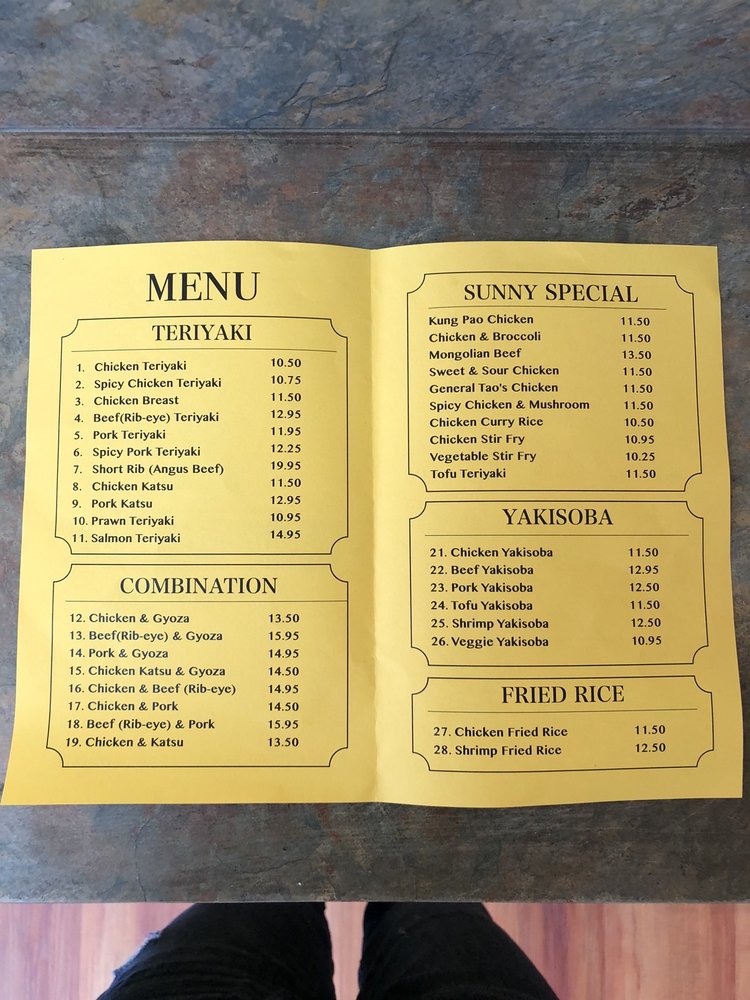 MENU
TERIYAKI
1. Chicken Teriyaki 10.50
2. Spicy Chicken Teriyaki 10.75
3. Chicken Breast 11.50
4. Beef(Rib-eye) Teriyaki 12.95
5. Pork Teriyaki 11.95
6. Spicy Pork Teriyaki 12.25
7. Short Rib (Angus Beef) 19.95
8. Chicken Katsu 11.50
9. Pork Katsu 12.95
10. Prawn Teriyaki 10.95
11. Salmon Teriyaki 14.95
COMBINATION
12. Chicken & Gyoza 13.50
13. Beef(Rib-eye) & Gyoza 15.95
14. Pork & Gyoza 14.95
15. Chicken Katsu & Gyoza 14.50
16. Chicken & Beef (Rib-eye) 14.95
17. Chicken & Pork 14.50
18. Beef (Rib-eye) & Pork 15.95
19. Chicken & Katsu 13.50
SUNNY SPECIAL
Kung Pao Chicken 11.50
Chicken & Broccoli 11.50
Mongolian Beef 13.50
Sweet & Sour Chicken 11.50
General Tao's Chicken 11.50
Spicy Chicken & Mushroom 11.50
Chicken Curry Rice 10.50
Chicken Stir Fry 10.95
Vegetable Stir Fry 10.25
Tofu Teriyaki 11.50
YAKISOBA
21. Chicken Yakisoba 11.50
22. Beef Yakisoba 12.95
23. Pork Yakisoba 12.50
24. Tofu Yakisoba 11.50
25. Shrimp Yakisoba 12.50
26. Veggie Yakisoba 10.95
FRIED RICE
27. Chicken Fried Rice 11.50
28. Shrimp Fried Rice 12.50